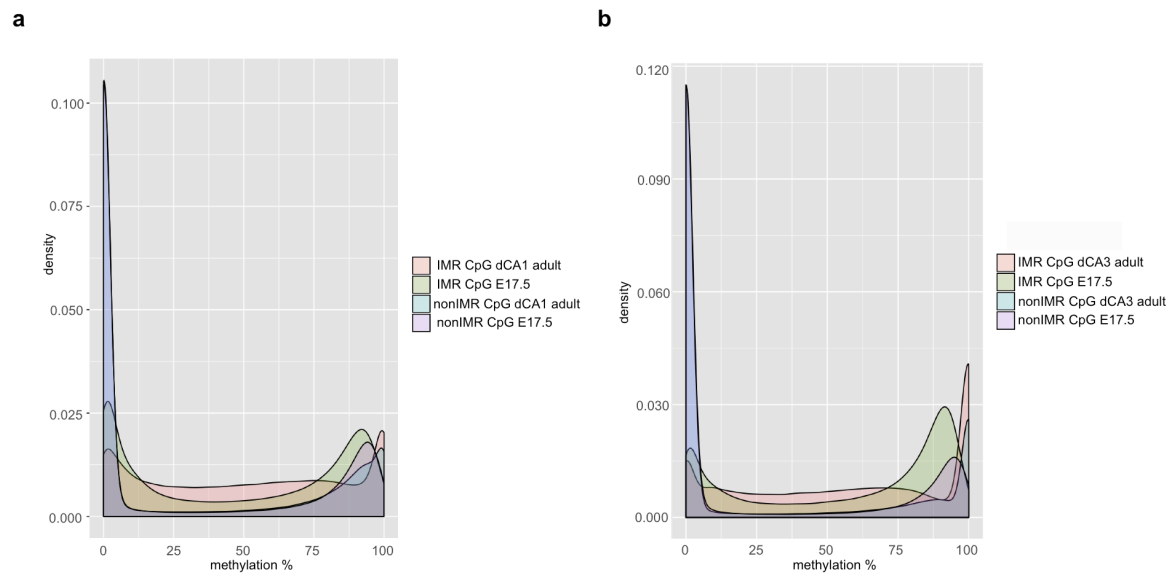 a
0.100
0.075
0.050
0.025
0.000
density
0
25
50
75
100
methylation %
IMR CpG dCA1 adult
IMR CpG E17.5
nonIMR CpG dCA1 adult
nonIMR CpG E17.5
b
0.120
0.090
0.060
0.030
0.000
density
0
25
50
75
100
methylation %
IMR CpG dCA3 adult
IMR CpG E17.5
nonIMR CpG dCA3 adult
nonIMR CpG E17.5